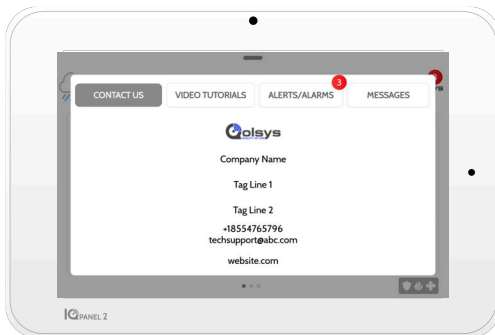 3
CONTACT US
VIDEO TUTORIALS
ALERTS/ALARMS
MESSAGES
Qolsys
Company Name
Tag Line 1
Tag Line 2
+18554765796
techsupport@abc.com
website.com
IQ PANEL 2